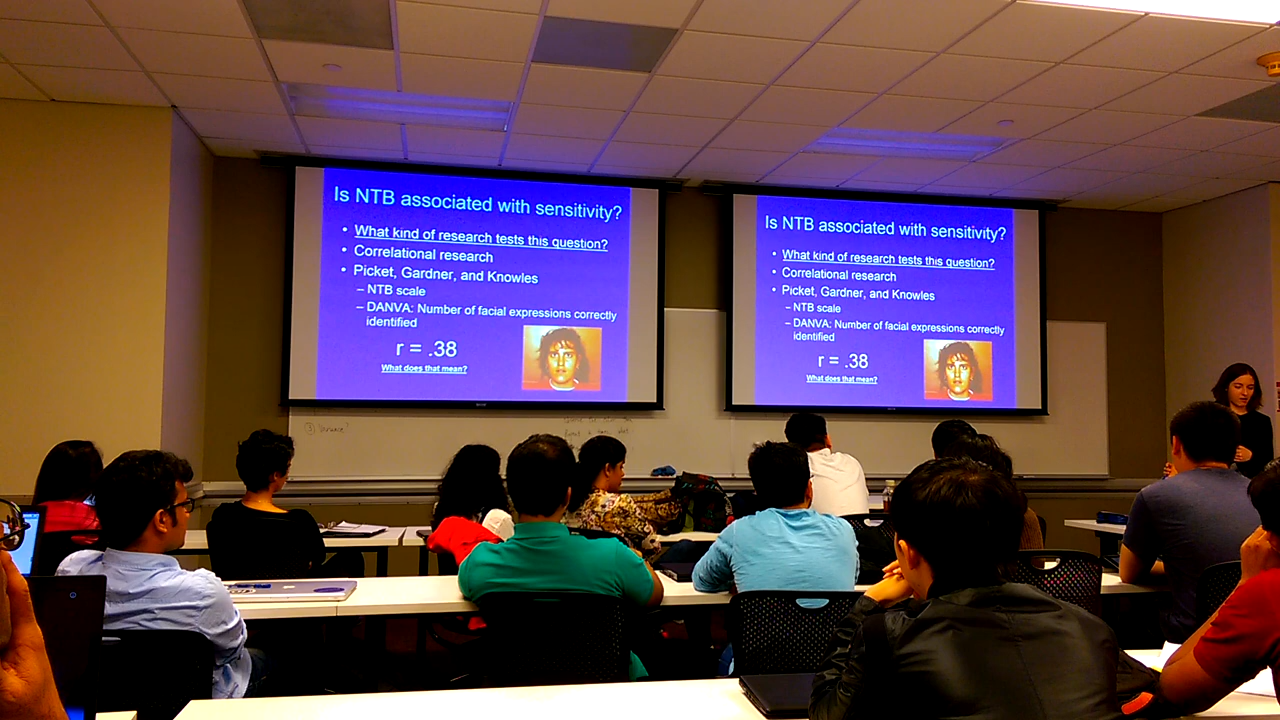 Is NTB associated with sensitivity?
• What kind of research tests this question?
• Correlational research
• Picket, Gardner, and Knowles
– NTB scale
– DANVA: Number of facial expressions correctly
identified
r = .38
What does that mean?
Is NTB associated with sensitivity?
• What kind of research tests this question?
• Correlational research
• Picket, Gardner, and Knowles
– NTB scale
– DANVA: Number of facial expressions correctly
identified
r = .38
What does that mean?
③ Variance?